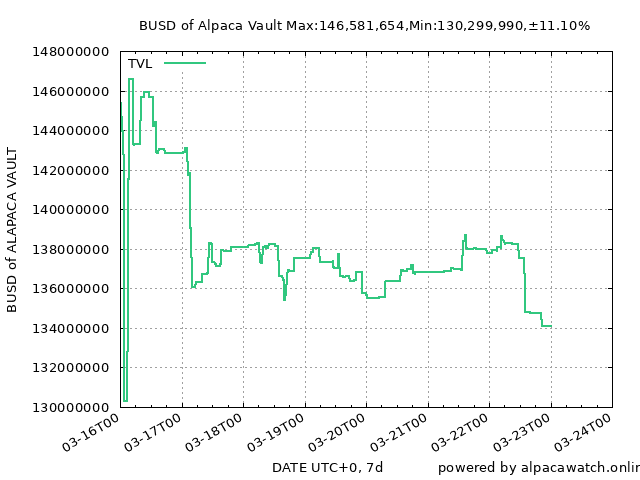 BUSD of Alpaca Vault Max:146,581,654,Min:130,299,990,±11.10%
148000000
TVL
146000000
144000000
142000000
140000000
138000000
136000000
134000000
132000000
130000000
BUSD of ALAPACA VAULT
03-16T00
03-17T00
03-18T00
03-19T00
03-20T00
03-21T00
03-22T00
03-23T00
03-24T00
DATE UTC+0, 7d
powered by alpacawatch.onlin